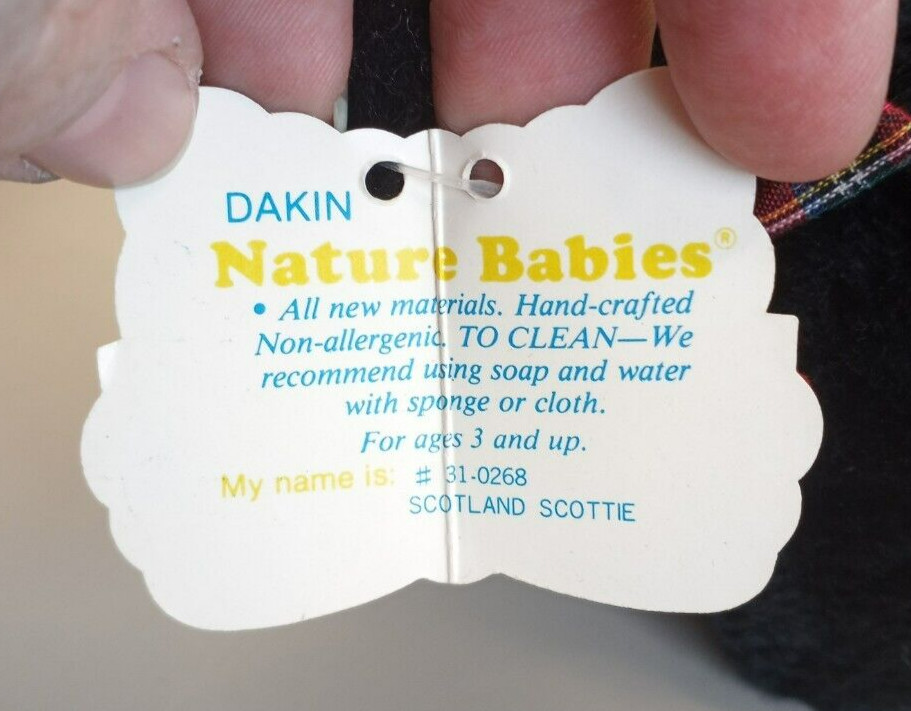 DAKIN
Nature Babies®
• All new materials. Hand-crafted
Non-allergenic. TO CLEAN—We
recommend using soap and water
with sponge or cloth.
For ages 3 and up.
My name is: # 31-0268
SCOTLAND SCOTTIE